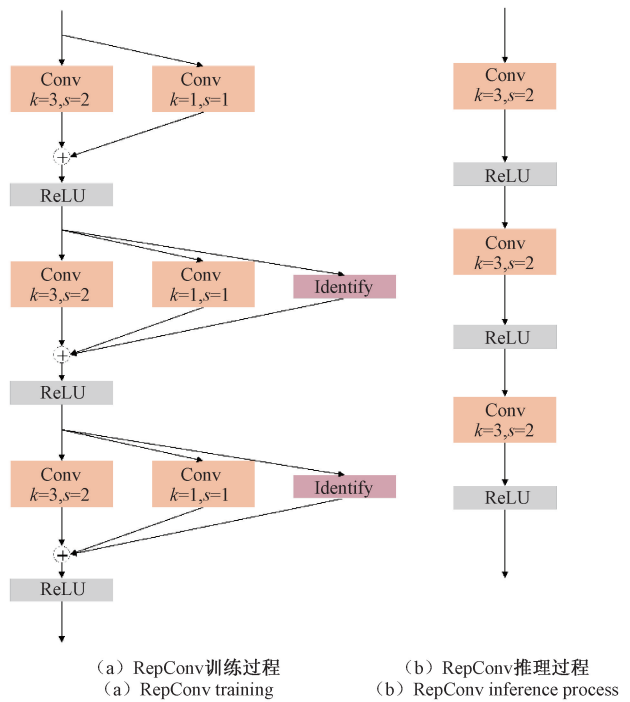 Conv
k=3,s=2
Conv
k=1,s=1
+
ReLU
Conv
k=3,s=2
Conv
k=1,s=1
Identify
+
ReLU
Conv
k=3,s=2
Conv
k=1,s=1
Identify
+
ReLU
（a）RepConv训练过程
（a）RepConv training
Conv
k=3,s=2
ReLU
Conv
k=3,s=2
ReLU
Conv
k=3,s=2
ReLU
（b）RepConv推理过程
（b）RepConv inference process